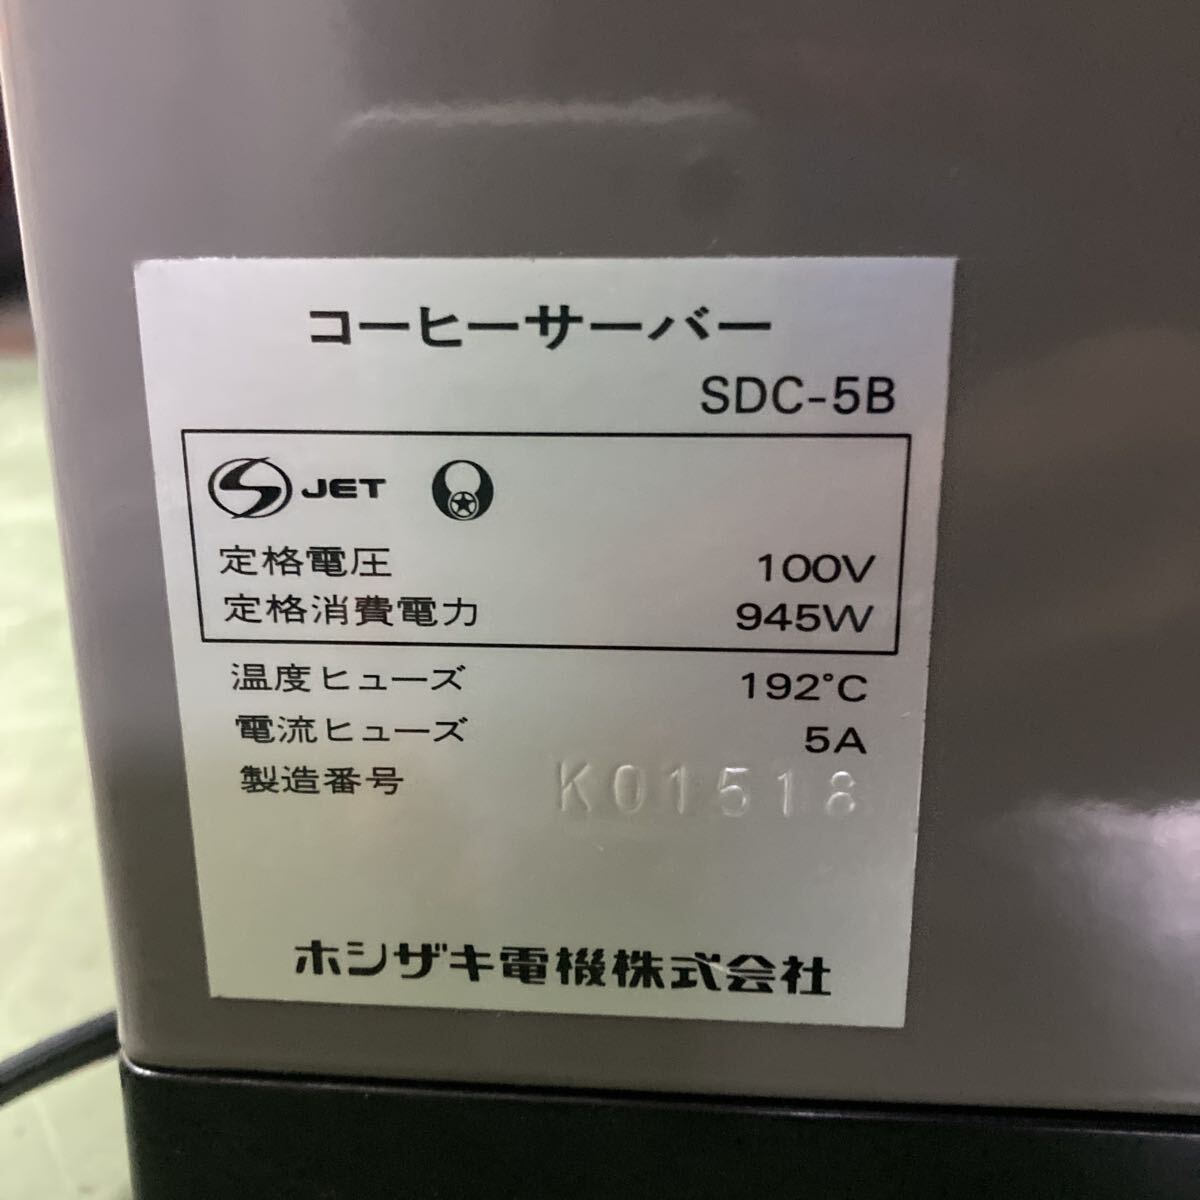 コーヒーサーバー
SDC-5B
JET
定格電圧 100V
定格消費電力 945W
温度ヒューズ 192°C
電流ヒューズ 5A
製造番号 K01518
ホシザキ電機株式会社